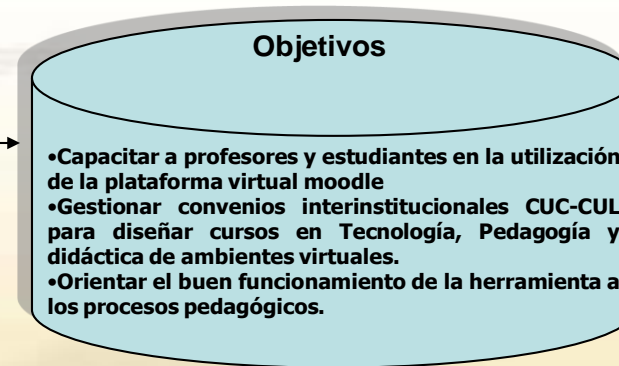 Objetivos
•Capacitar a profesores y estudiantes en la utilización
de la plataforma virtual moodle
•Gestionar convenios interinstitucionales CUC-CUL
para diseñar cursos en Tecnología, Pedagogía y
didáctica de ambientes virtuales.
•Orientar el buen funcionamiento de la herramienta a
los procesos pedagógicos.